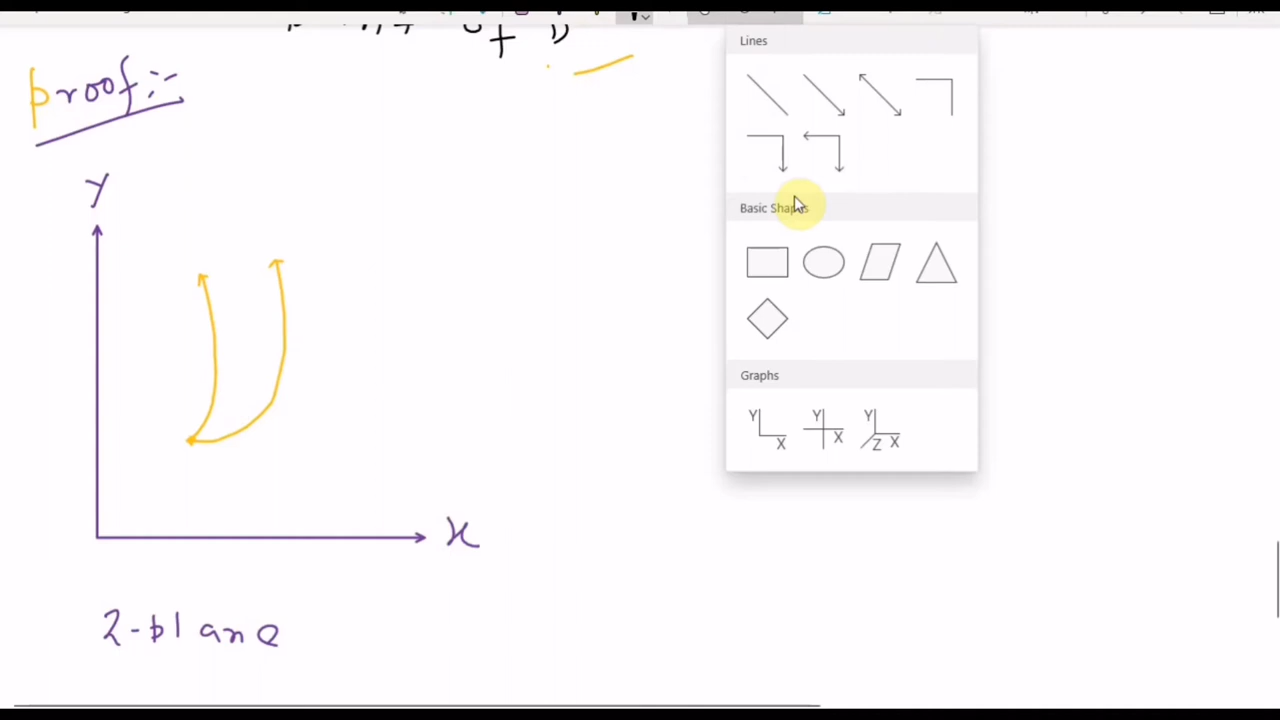 Lines
proof:-
Basic Shapes
Y
Graphs
Y X
Y X
Y Z X
x
2-plane